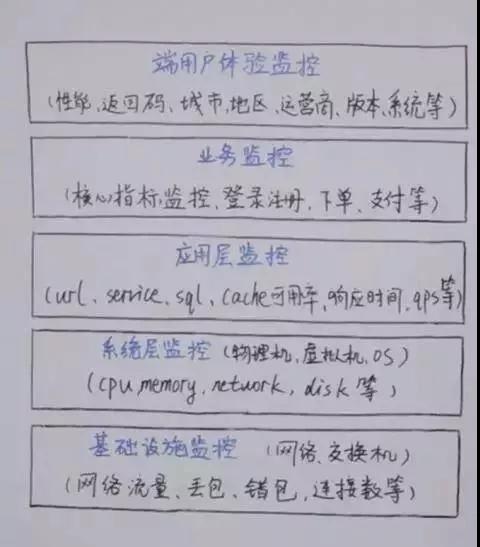 端用户体验监控
(性能、返回码、城市、地区、运营商、版本、系统等)
业务监控
(核心指标监控、登录注册、下单、支付等)
应用层监控
(url、service、sql、cache可用率、响应时间、qps等)
系统层监控 (物理机、虚拟机、OS)
(cpu、memory、network、disk等)
基础设施监控 (网络、交换机)
(网络流量、丢包、错包、连接数等)